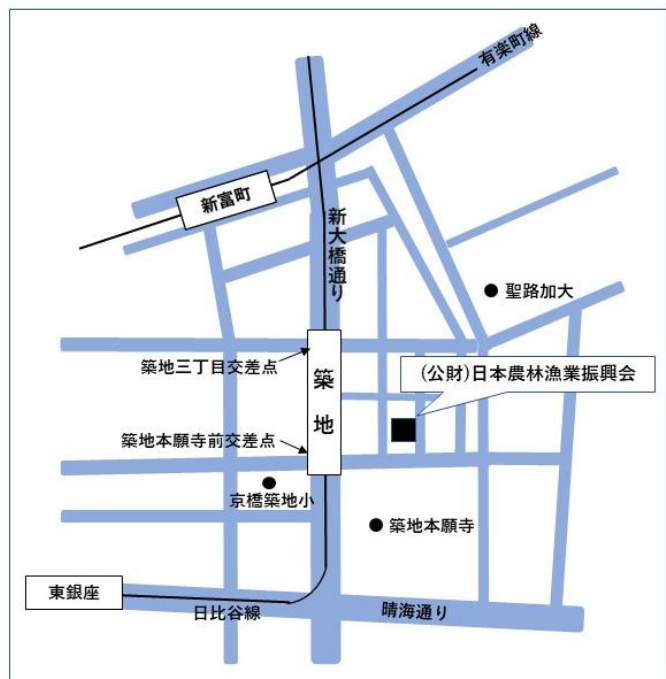 有楽町線
新富町
新大橋通り
聖路加大
築地三丁目交差点
(公財)日本農林漁業振興会
築地
築地本願寺前交差点
京橋築地小
築地本願寺
東銀座
日比谷線
晴海通り